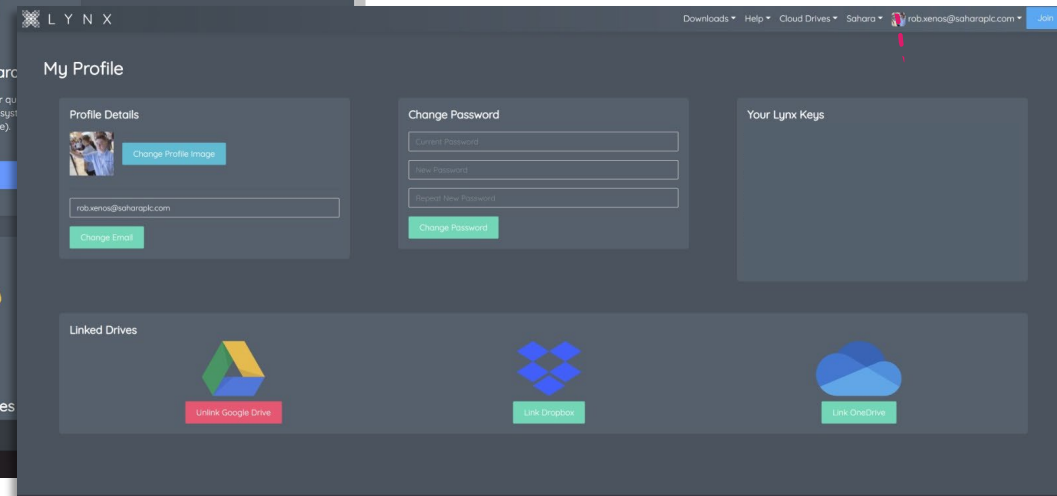 LYNX
Downloads Help Cloud Drives Sahara rob.xenos@saharaplc.com Join
My Profile
Profile Details
Change Profile Image
rob.xenos@saharaplc.com
Change Email
Change Password
Current Password
New Password
Repeat New Password
Change Password
Your Lynx Keys
Linked Drives
Unlink Google Drive
Link Dropbox
Link OneDrive